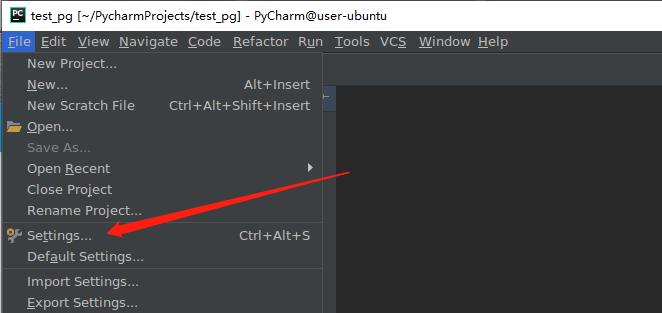 PC test_pg [~/PycharmProjects/test_pg] - PyCharm@user-ubuntu
File Edit View Navigate Code Refactor Run Tools VCS Window Help
New Project...
New... Alt+Insert
New Scratch File Ctrl+Alt+Shift+Insert
Open...
Save As...
Open Recent
Close Project
Rename Project...
Settings... Ctrl+Alt+S
Default Settings...
Import Settings...
Export Settings...